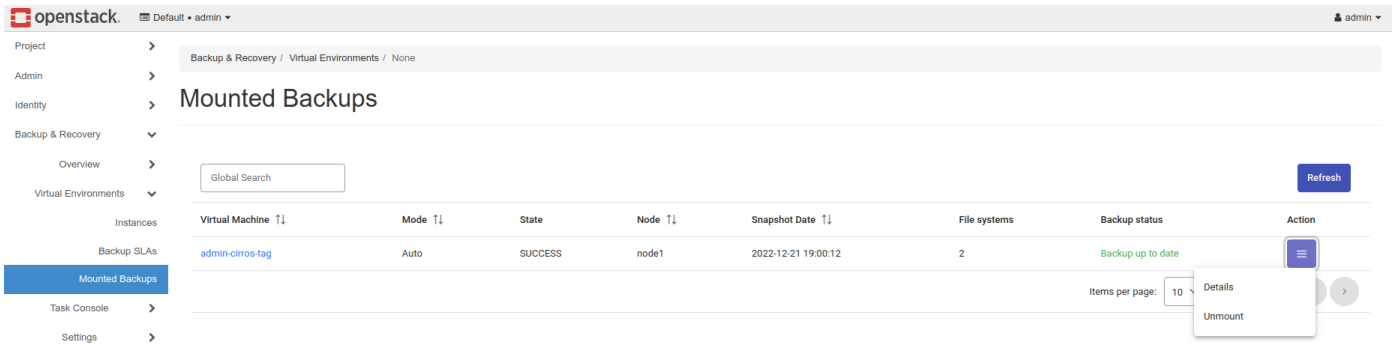 openstack. Default • admin admin
Project
Admin
Identity
Backup & Recovery
Overview
Virtual Environments
Instances
Backup SLAs
Mounted Backups
Task Console
Settings
Backup & Recovery / Virtual Environments / None
Mounted Backups
Global Search
Refresh
Virtual Machine Mode State Node Snapshot Date File systems Backup status Action
admin-cirros-tag Auto SUCCESS node1 2022-12-21 19:00:12 2 Backup up to date
Items per page: 10
Details
Unmount